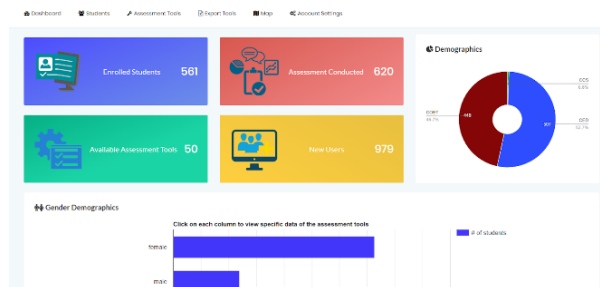 Dashboard Students Assessment Tools Export Tools Map Account Settings
Enrolled Students 561
Assessment Conducted 620
Available Assessment Tools 50
New Users 979
Demographics
Gender Demographics
Click on each column to view specific data of the assessment tools
# of students
female
male